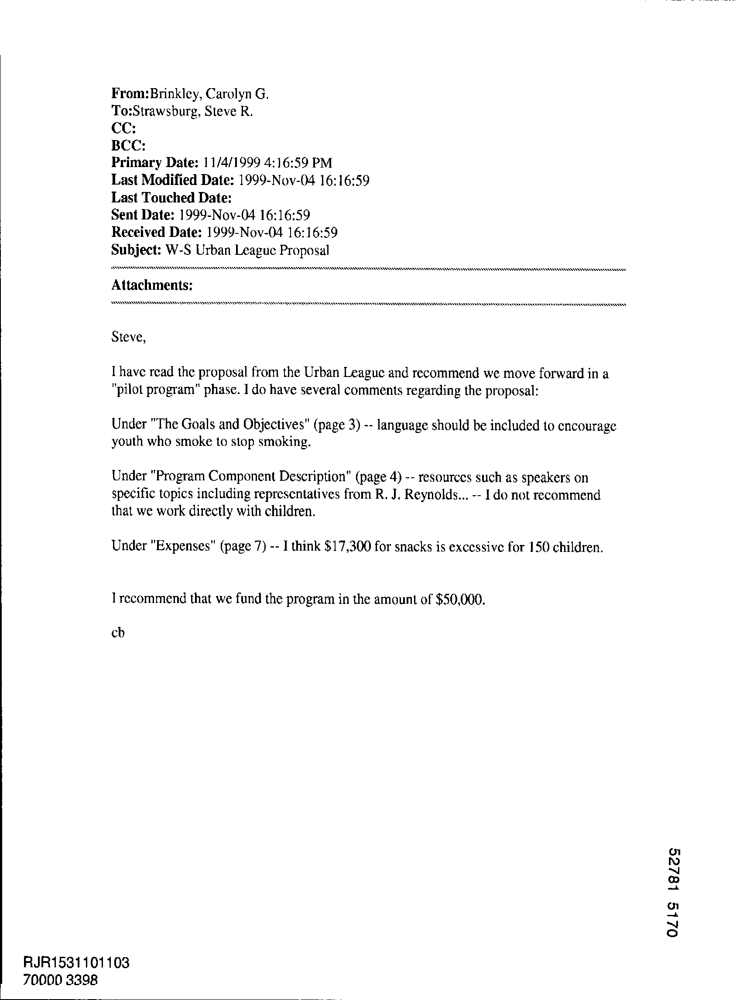 From:Brinkley, Carolyn G.
To:Strawsburg, Steve R.
CC:
BCC:
Primary Date: 11/4/1999 4:16:59 PM
Last Modified Date: 1999-Nov-04 16:16:59
Last Touched Date:
Sent Date: 1999-Nov-04 16:16:59
Received Date: 1999-Nov-04 16:16:59
Subject: W-S Urban League Proposal
Attachments:
Steve,
I have read the proposal from the Urban League and recommend we move forward in a
"pilot program" phase. I do have several comments regarding the proposal:
Under "The Goals and Objectives" (page 3) -- language should be included to encourage
youth who smoke to stop smoking.
Under "Program Component Description" (page 4) -- resources such as speakers on
specific topics including representatives from R. J. Reynolds... -- I do not recommend
that we work directly with children.
Under "Expenses" (page 7) -- I think $17,300 for snacks is excessive for 150 children.
I recommend that we fund the program in the amount of $50,000.
cb
52781 5170
RJR1531101103
70000 3398